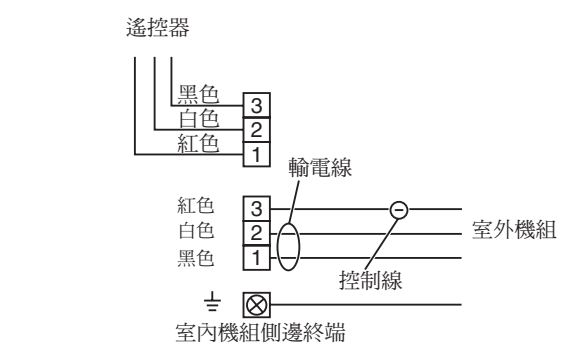 遙控器
黑色 3
白色 2
紅色 1
輸電線
紅色 3
白色 2
黑色 1
室外機組
控制線
室內機組側邊終端